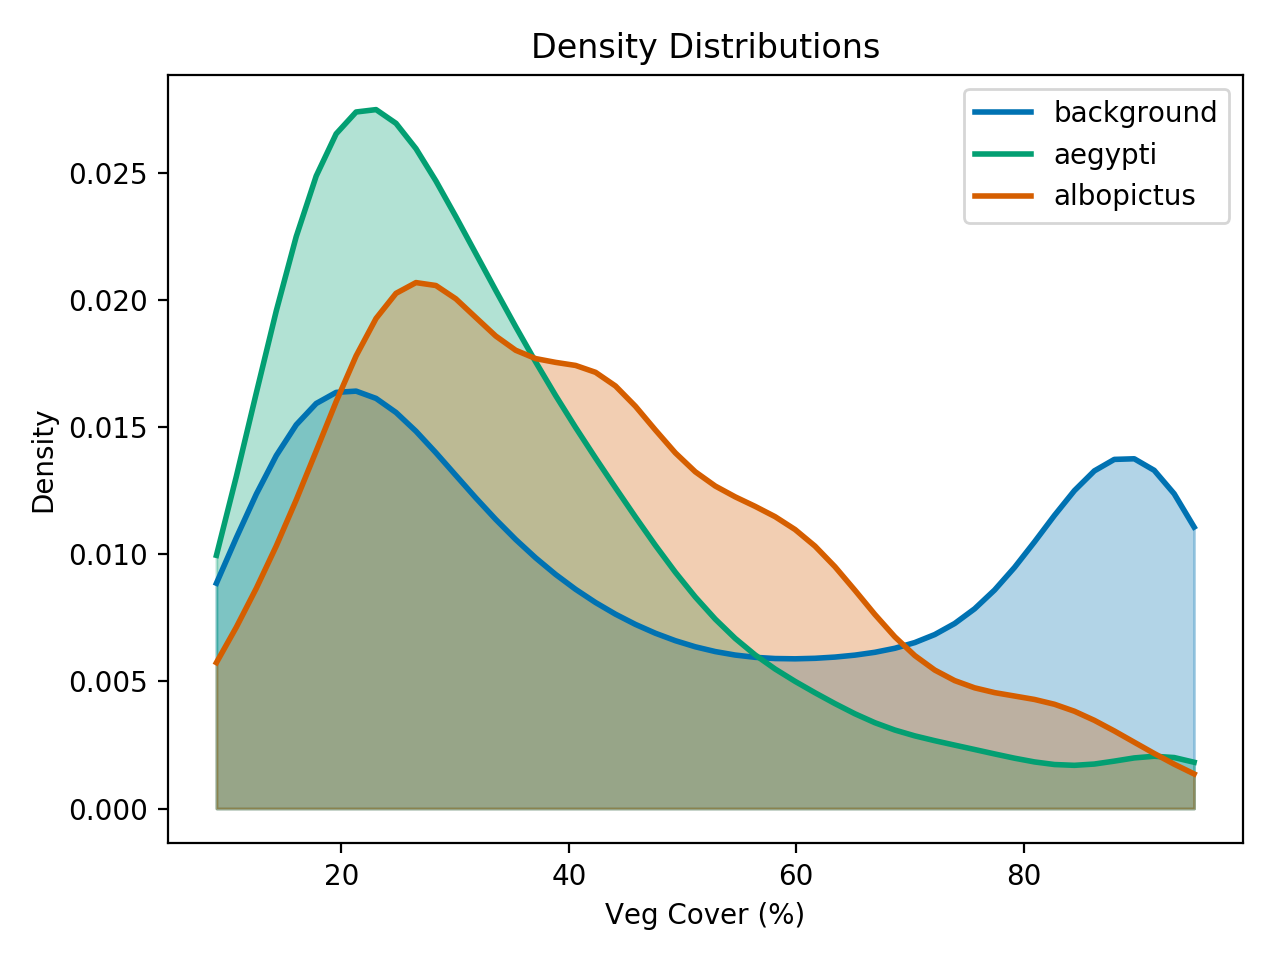 Density Distributions
background
aegypti
albopictus
0.025
0.020
0.015
0.010
0.005
0.000
Density
20 40 60 80
Veg Cover (%)